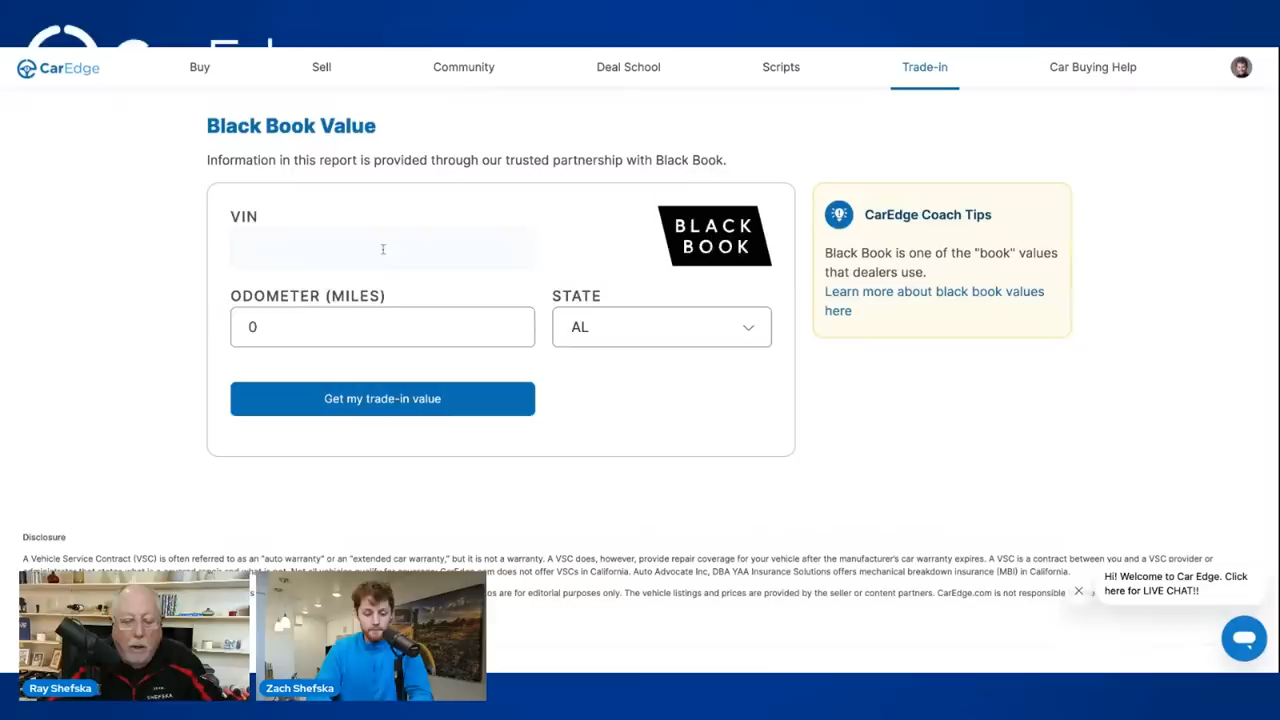 CarEdge
Buy
Sell
Community
Deal School
Scripts
Trade-in
Car Buying Help
Black Book Value
Information in this report is provided through our trusted partnership with Black Book.
VIN
BLACK
BOOK
CarEdge Coach Tips
Black Book is one of the "book" values
that dealers use.
Learn more about black book values
here
ODOMETER (MILES)
STATE
0
AL
Get my trade-in value
Disclosure
A Vehicle Service Contract (VSC) is often referred to as an "auto warranty" or an "extended car warranty," but it is not a warranty. A VSC does, however, provide repair coverage for your vehicle after the manufacturer's car warranty expires. A VSC is a contract between you and a VSC provider or
does not offer VSCs in California. Auto Advocate Inc, DBA YAA Insurance Solutions offers mechanical breakdown insurance (MBI) in California.
are for editorial purposes only. The vehicle listings and prices are provided by the seller or content partners. CarEdge.com is not responsible
Hi! Welcome to Car Edge. Click
here for LIVE CHAT!!
SHEFSKA
Ray Shefska
Zach Shefska